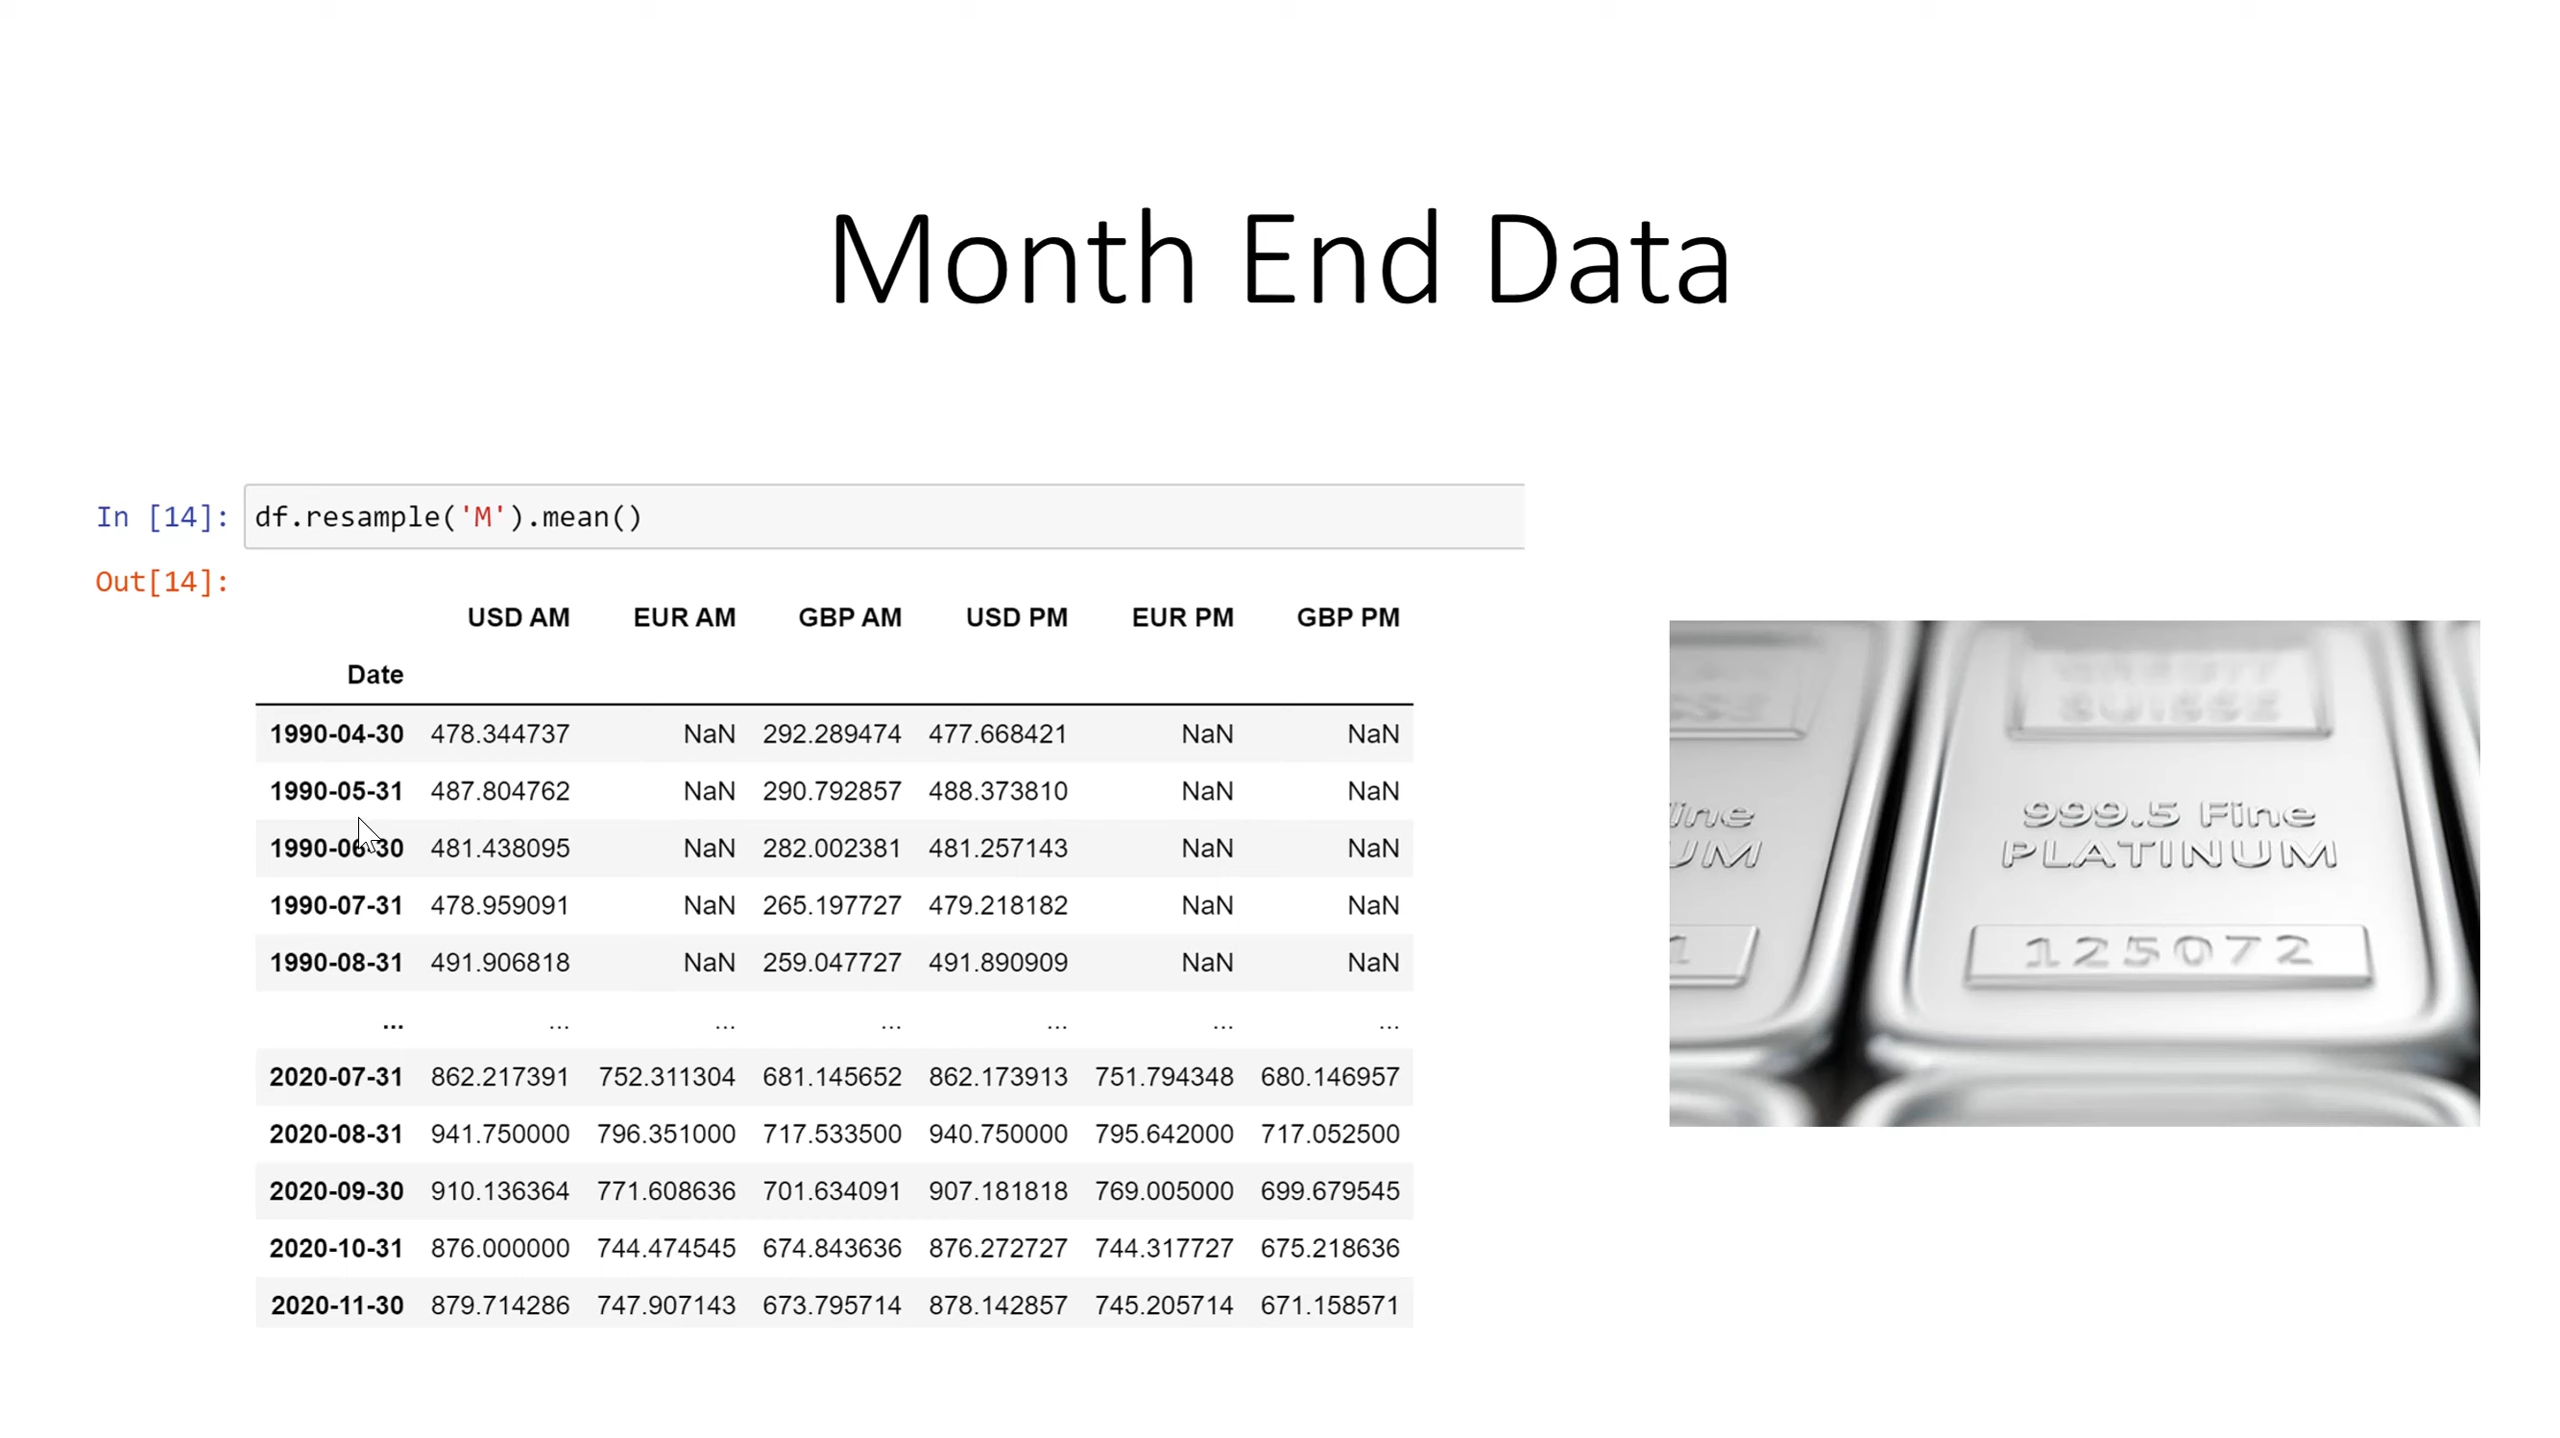 Month End Data
In [14]: df.resample('M').mean()
Out[14]:
USD AM EUR AM GBP AM USD PM EUR PM GBP PM
Date
1990-04-30 478.344737 NaN 292.289474 477.668421 NaN NaN
1990-05-31 487.804762 NaN 290.792857 488.373810 NaN NaN
1990-06-30 481.438095 NaN 282.002381 481.257143 NaN NaN
1990-07-31 478.959091 NaN 265.197727 479.218182 NaN NaN
1990-08-31 491.906818 NaN 259.047727 491.890909 NaN NaN
... ... ... ... ... ... ...
2020-07-31 862.217391 752.311304 681.145652 862.173913 751.794348 680.146957
2020-08-31 941.750000 796.351000 717.533500 940.750000 795.642000 717.052500
2020-09-30 910.136364 771.608636 701.634091 907.181818 769.005000 699.679545
2020-10-31 876.000000 744.474545 674.843636 876.272727 744.317727 675.218636
2020-11-30 879.714286 747.907143 673.795714 878.142857 745.205714 671.158571
999.5 Fine
PLATINUM
125072